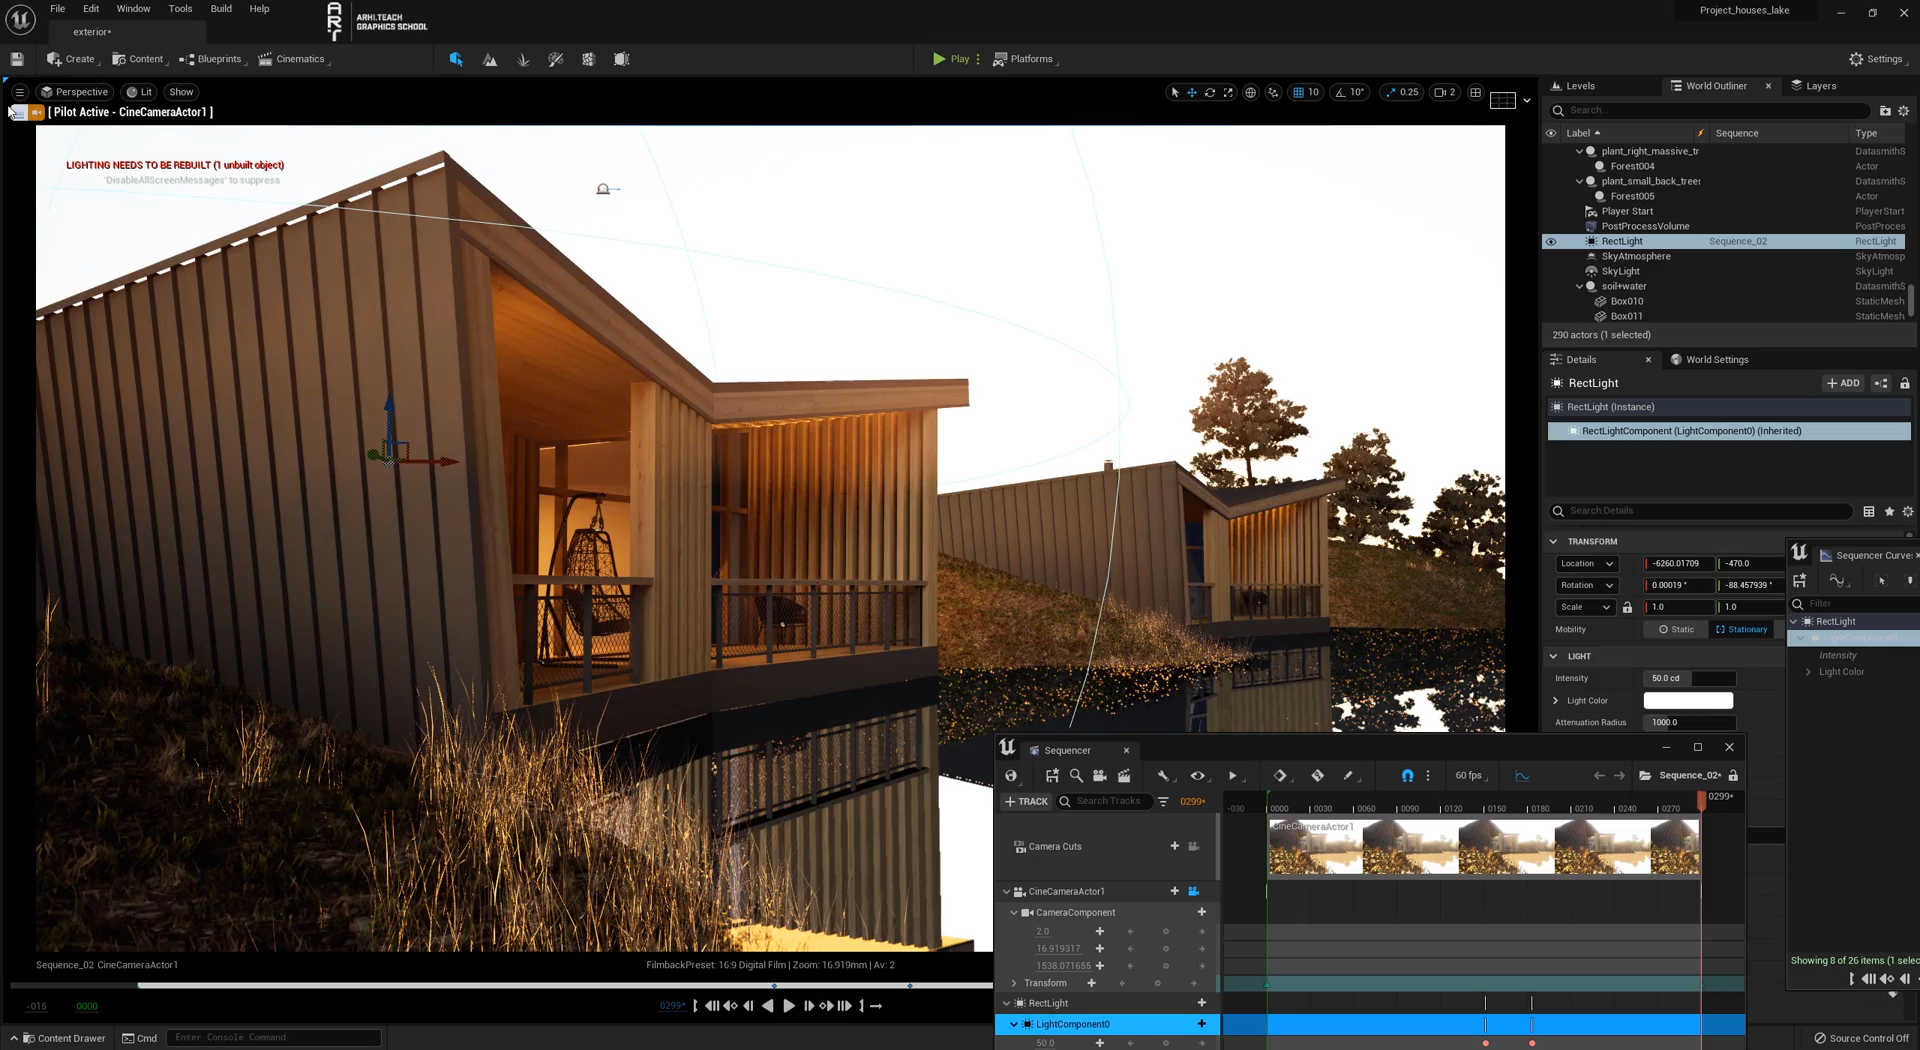 File Edit Window Tools Build Help
ARHI.TEACH
GRAPHICS SCHOOL
Project_houses_lake
exterior*
Create Content Blueprints Cinematics
Play Platforms
Settings
Perspective Lit Show
10 10° 0.25 2
[ Pilot Active - CineCameraActor1 ]
LIGHTING NEEDS TO BE REBUILT (1 unbuilt object)
'DisableAllScreenMessages' to suppress
Levels World Outliner Layers
Search...
Label Sequence Type
plant_right_massive_tr DatasmithS
Forest004 Actor
plant_small_back_trees DatasmithS
Forest005 Actor
Player Start PlayerStart
PostProcessVolume PostProces
RectLight Sequence_02 RectLight
SkyAtmosphere SkyAtmosp
SkyLight SkyLight
soil+water DatasmithS
Box010 StaticMesh
Box011 StaticMesh
290 actors (1 selected)
Details World Settings
RectLight
ADD
RectLight (Instance)
RectLightComponent (LightComponent0) (Inherited)
Search Details
TRANSFORM
Location -6260.01709 -470.0
Rotation 0.00019 ° -88.457939 °
Scale 1.0 1.0
Mobility Static Stationary
LIGHT
Intensity 50.0 cd
Light Color
Attenuation Radius 1000.0
Sequencer Curves
Filter
RectLight
LightComponent0
Intensity
Light Color
Showing 8 of 26 items (1 selec
Sequencer
60 fps
Sequence_02*
TRACK Search Tracks 0299*
-030 0000 0030 0060 0090 0120 0150 0180 0210 0240 0270 0299*
CineCameraActor1
Camera Cuts
CineCameraActor1
CameraComponent
2.0
16.919317
1538.071655
Transform
RectLight
LightComponent0
50.0
Sequence_02 CineCameraActor1
FilmbackPreset: 16:9 Digital Film | Zoom: 16.919mm | Av: 2
-015 0000 0299*
Content Drawer Cmd Enter Console Command
Source Control Off